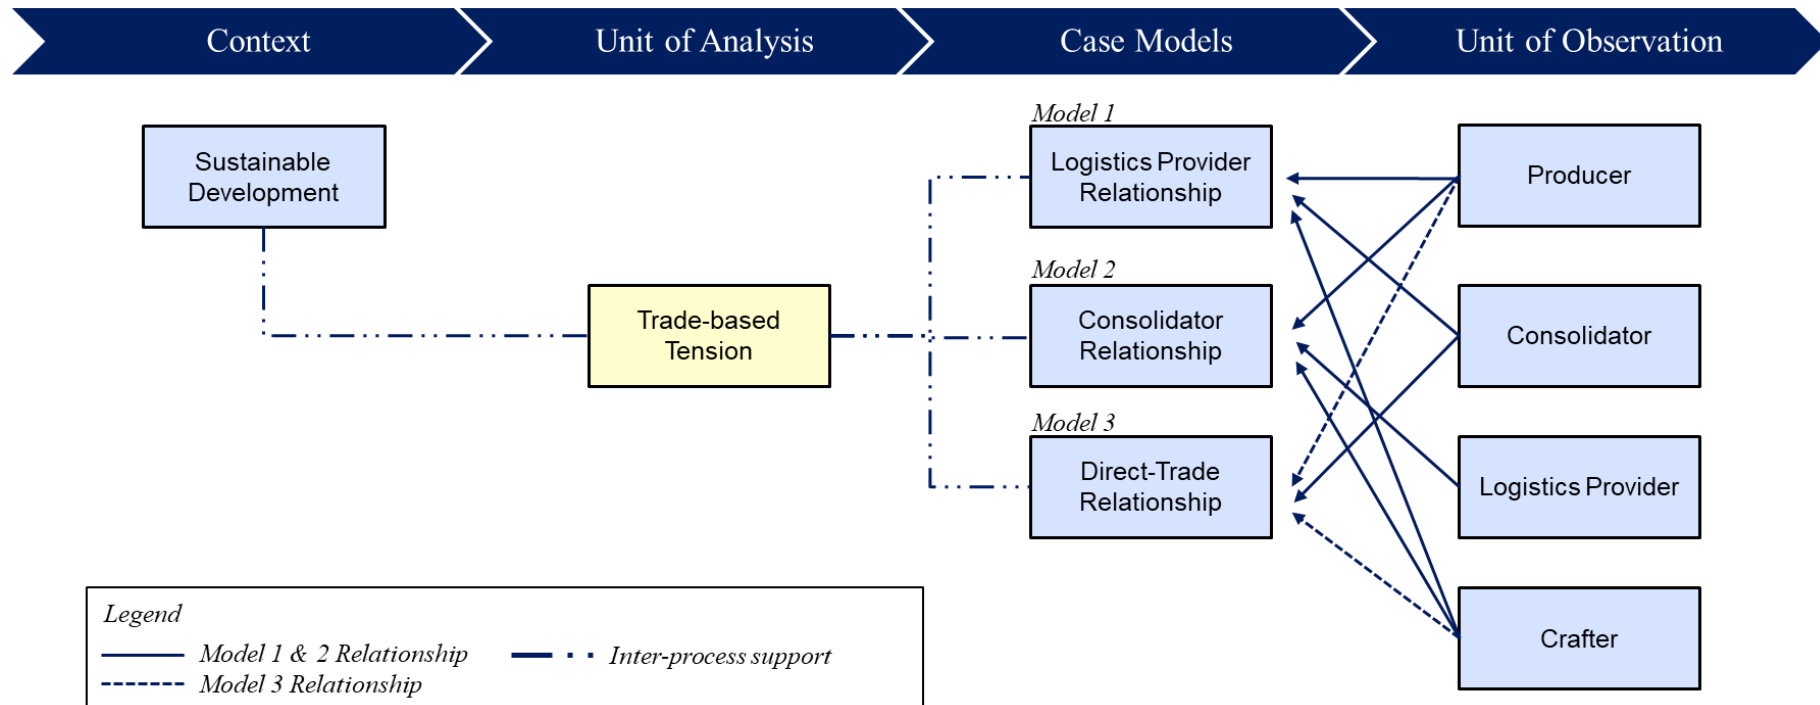 Context
Unit of Analysis
Case Models
Unit of Observation
Sustainable
Development
Trade-based
Tension
Model 1
Logistics Provider
Relationship
Model 2
Consolidator
Relationship
Model 3
Direct-Trade
Relationship
Producer
Consolidator
Logistics Provider
Crafter
Legend
Model 1 & 2 Relationship
Inter-process support
Model 3 Relationship